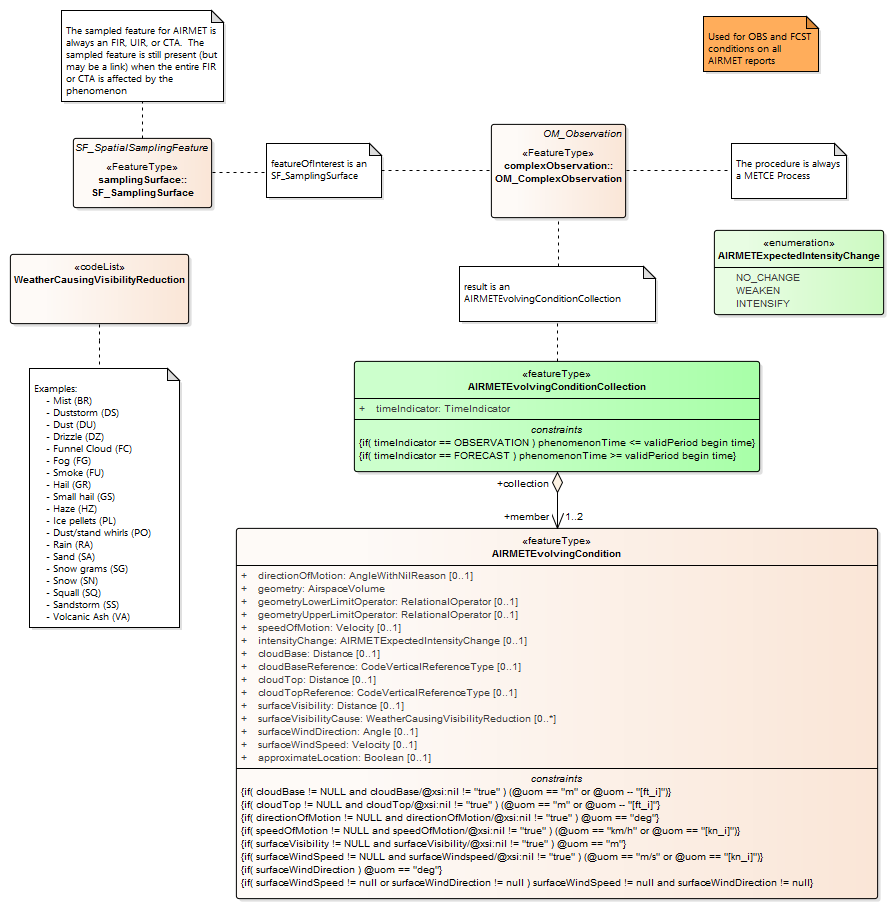 The sampled feature for AIRMET is
always an FIR, UIR, or CTA. The
sampled feature is still present (but
may be a link) when the entire FIR
or CTA is affected by the
phenomenon
Used for OBS and FCST
conditions on all
AIRMET reports
SF_SpatialSamplingFeature
«FeatureType»
samplingSurface::
SF_SamplingSurface
featureOfInterest is an
SF_SamplingSurface
OM_Observation
«FeatureType»
complexObservation::
OM_ComplexObservation
The procedure is always
a METCE Process
«codeList»
WeatherCausingVisibilityReduction
result is an
AIRMETEvolvingConditionCollection
«enumeration»
AIRMETExpectedIntensityChange
NO_CHANGE
WEAKEN
INTENSIFY
Examples:
- Mist (BR)
- Duststorm (DS)
- Dust (DU)
- Drizzle (DZ)
- Funnel Cloud (FC)
- Fog (FG)
- Smoke (FU)
- Hail (GR)
- Small hail (GS)
- Haze (HZ)
- Ice pellets (PL)
- Dust/stand whirls (PO)
- Rain (RA)
- Sand (SA)
- Snow grams (SG)
- Snow (SN)
- Squall (SQ)
- Sandstorm (SS)
- Volcanic Ash (VA)
«featureType»
AIRMETEvolvingConditionCollection
+ timeIndicator: TimeIndicator
constraints
{if( timeIndicator == OBSERVATION ) phenomenonTime <= validPeriod begin time}
{if( timeIndicator == FORECAST ) phenomenonTime >= validPeriod begin time}
+collection
+member
1..2
«featureType»
AIRMETEvolvingCondition
+ directionOfMotion: AngleWithNilReason [0..1]
+ geometry: AirspaceVolume
+ geometryLowerLimitOperator: RelationalOperator [0..1]
+ geometryUpperLimitOperator: RelationalOperator [0..1]
+ speedOfMotion: Velocity [0..1]
+ intensityChange: AIRMETExpectedIntensityChange [0..1]
+ cloudBase: Distance [0..1]
+ cloudBaseReference: CodeVerticalReferenceType [0..1]
+ cloudTop: Distance [0..1]
+ cloudTopReference: CodeVerticalReferenceType [0..1]
+ surfaceVisibility: Distance [0..1]
+ surfaceVisibilityCause: WeatherCausingVisibilityReduction [0..*]
+ surfaceWindDirection: Angle [0..1]
+ surfaceWindSpeed: Velocity [0..1]
+ approximateLocation: Boolean [0..1]
constraints
{if( cloudBase != NULL and cloudBase/@xsi:nil != "true" ) (@uom == "m" or @uom -- "[ft_i]")}
{if( cloudTop != NULL and cloudTop/@xsi:nil != "true" ) (@uom == "m" or @uom -- "[ft_i]"}
{if( directionOfMotion != NULL and directionOfMotion/@xsi:nil != "true" ) @uom == "deg"}
{if( speedOfMotion != NULL and speedOfMotion/@xsi:nil != "true" ) (@uom == "km/h" or @uom == "[kn_i]")}
{if( surfaceVisibility != NULL and surfaceVisibility/@xsi:nil != "true" ) @uom == "m"}
{if( surfaceWindSpeed != NULL and surfaceWindspeed/@xsi:nil != "true" ) (@uom == "m/s" or @uom == "[kn_i]")}
{if( surfaceWindDirection ) @uom == "deg"}
{if( surfaceWindSpeed != null or surfaceWindDirection != null ) surfaceWindSpeed != null and surfaceWindDirection != null}